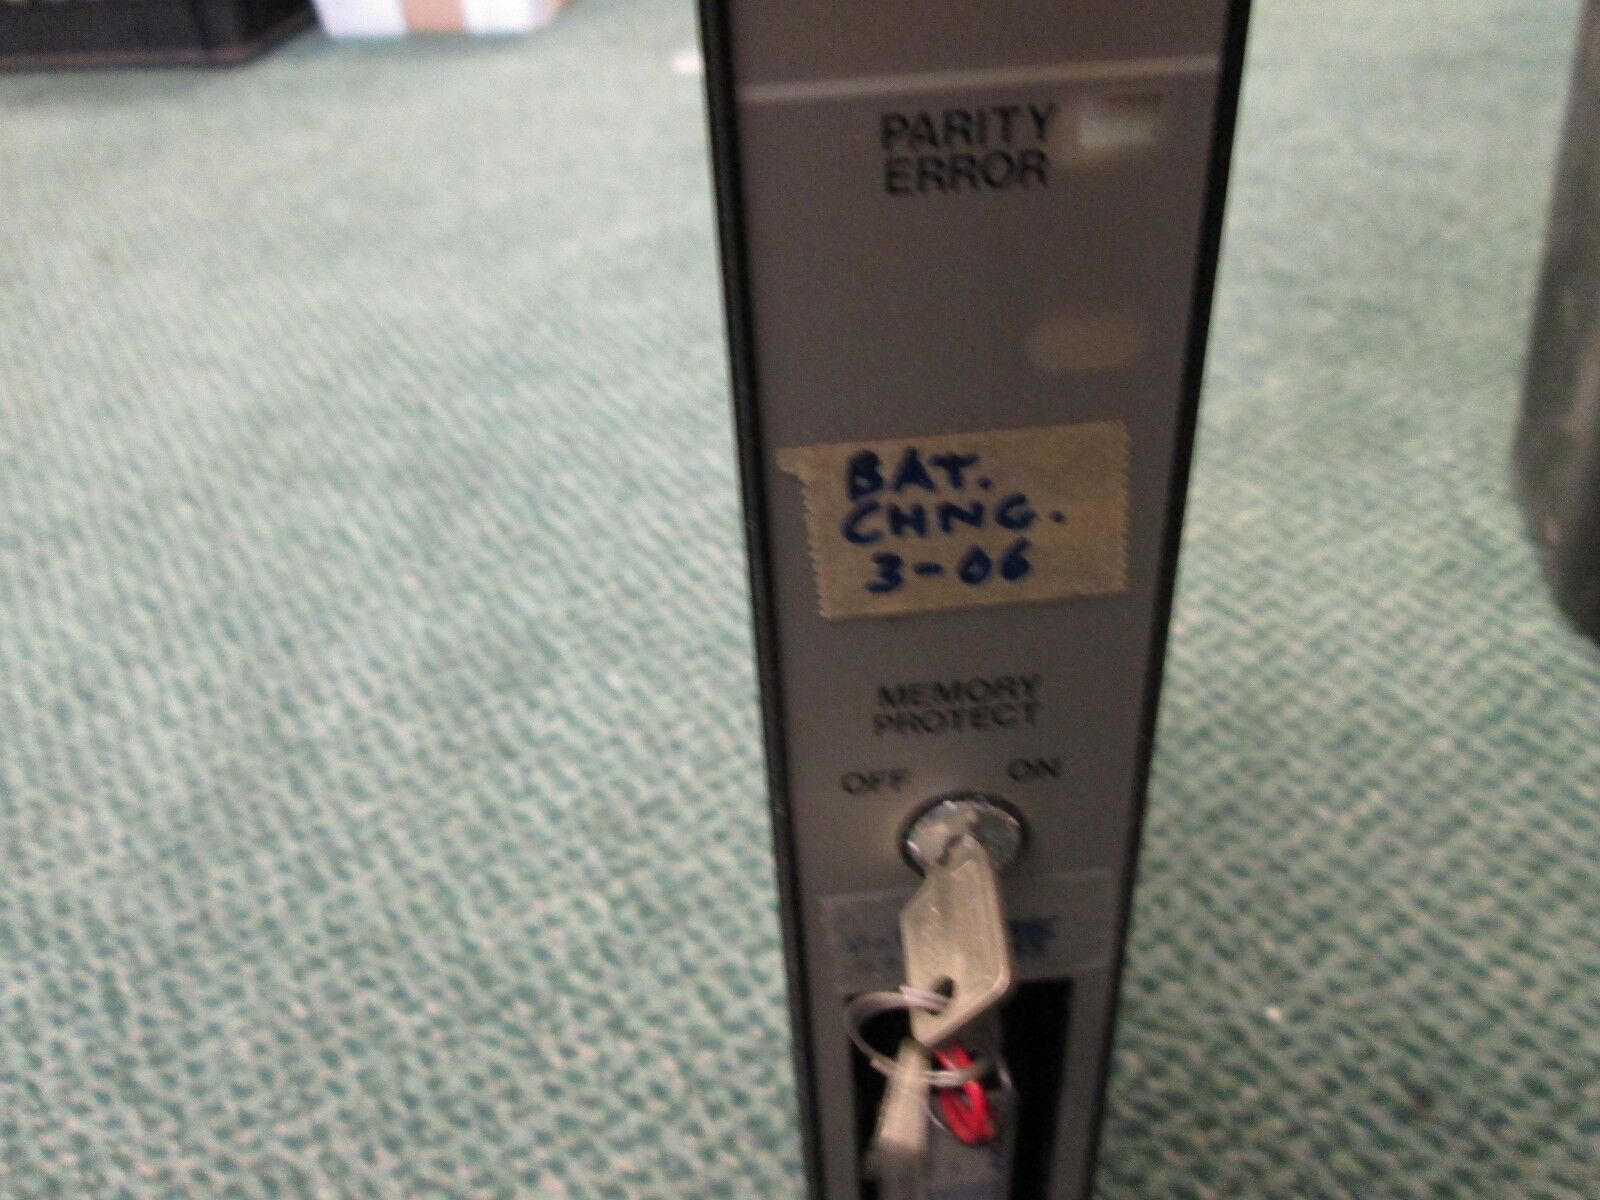 PARITY
ERROR
BAT.
CHNG.
3-06
MEMORY
PROTECT
OFF ON